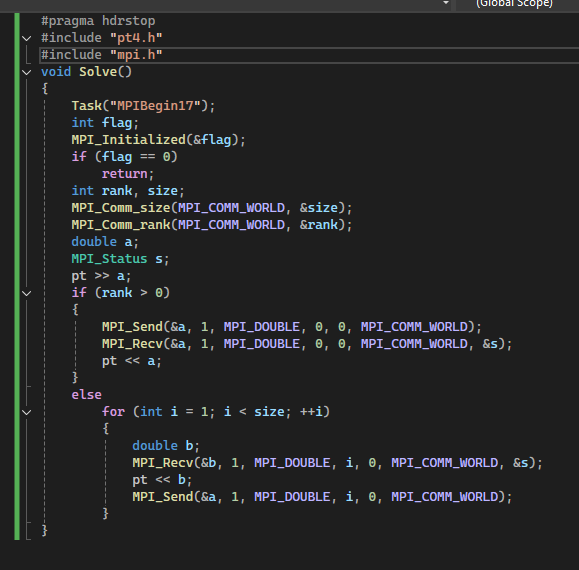 (Global Scope)
#pragma hdrstop
#include "pt4.h"
#include "mpi.h"
void Solve()
{
    Task("MPIBegin17");
    int flag;
    MPI_Initialized(&flag);
    if (flag == 0)
        return;
    int rank, size;
    MPI_Comm_size(MPI_COMM_WORLD, &size);
    MPI_Comm_rank(MPI_COMM_WORLD, &rank);
    double a;
    MPI_Status s;
    pt >> a;
    if (rank > 0)
    {
        MPI_Send(&a, 1, MPI_DOUBLE, 0, 0, MPI_COMM_WORLD);
        MPI_Recv(&a, 1, MPI_DOUBLE, 0, 0, MPI_COMM_WORLD, &s);
        pt << a;
    }
    else
        for (int i = 1; i < size; ++i)
        {
            double b;
            MPI_Recv(&b, 1, MPI_DOUBLE, i, 0, MPI_COMM_WORLD, &s);
            pt << b;
            MPI_Send(&a, 1, MPI_DOUBLE, i, 0, MPI_COMM_WORLD);
        }
}